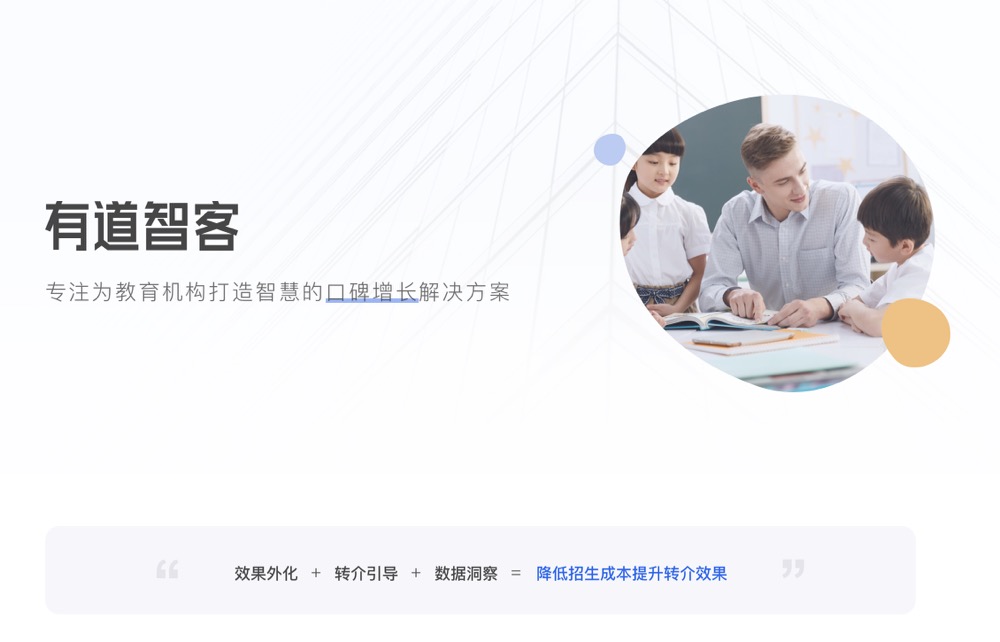 有道智客
专注为教育机构打造智慧的口碑增长解决方案
“ 效果外化 + 转介引导 + 数据洞察 = 降低招生成本提升转介效果 ”